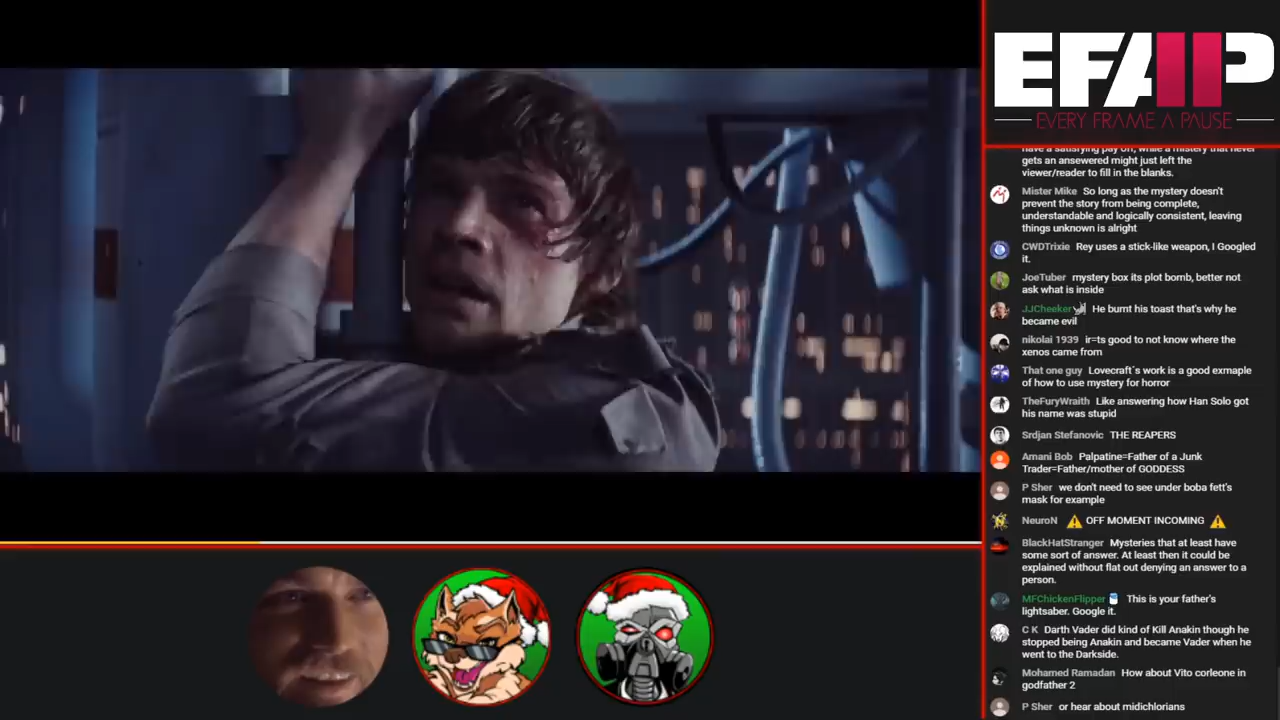 EFAP
EVERY FRAME A PAUSE
have a satisfying pay off, while a mistery that never
gets an ansewered might just left the
viewer/reader to fill in the blanks.
Mister Mike So long as the mystery doesn't
prevent the story from being complete,
understandable and logically consistent, leaving
things unknown is alright
CWDTrixie Rey uses a stick-like weapon, I Googled
it.
JoeTuber mystery box its plot bomb, better not
ask what is inside
JJCheeker He burnt his toast that's why he
became evil
nikolai 1939 ir=ts good to not know where the
xenos came from
That one guy Lovecraft´s work is a good exmaple
of how to use mystery for horror
TheFuryWraith Like answering how Han Solo got
his name was stupid
Srdjan Stefanovic THE REAPERS
Amani Bob Palpatine=Father of a Junk
Trader=Father/mother of GODDESS
P Sher we don't need to see under boba fett's
mask for example
NeuroN ⚠ OFF MOMENT INCOMING ⚠
BlackHatStranger Mysteries that at least have
some sort of answer. At least then it could be
explained without flat out denying an answer to a
person.
MFChickenFlipper This is your father's
lightsaber. Google it.
C K Darth Vader did kind of Kill Anakin though he
stopped being Anakin and became Vader when he
went to the Darkside.
Mohamed Ramadan How about Vito corleone in
godfather 2
P Sher or hear about midichlorians